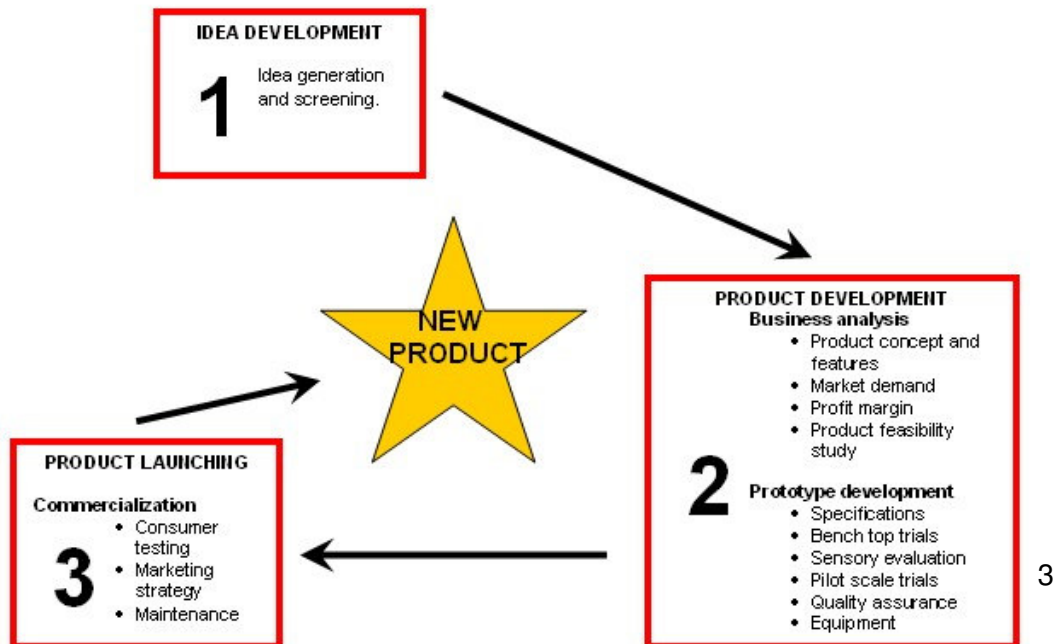 IDEA DEVELOPMENT
1
Idea generation
and screening.
NEW
PRODUCT
PRODUCT DEVELOPMENT
Business analysis
• Product concept and
features
• Market demand
• Profit margin
• Product feasibility
study
2
Prototype development
• Specifications
• Bench top trials
• Sensory evaluation
• Pilot scale trials
• Quality assurance
• Equipment
PRODUCT LAUNCHING
Commercialization
3
• Consumer
testing
• Marketing
strategy
• Maintenance
3